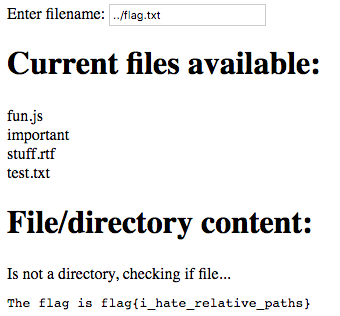 Enter filename: ../flag.txt
Current files available:
fun.js
important
stuff.rtf
test.txt
File/directory content:
Is not a directory, checking if file...
The flag is flag{i_hate_relative_paths}